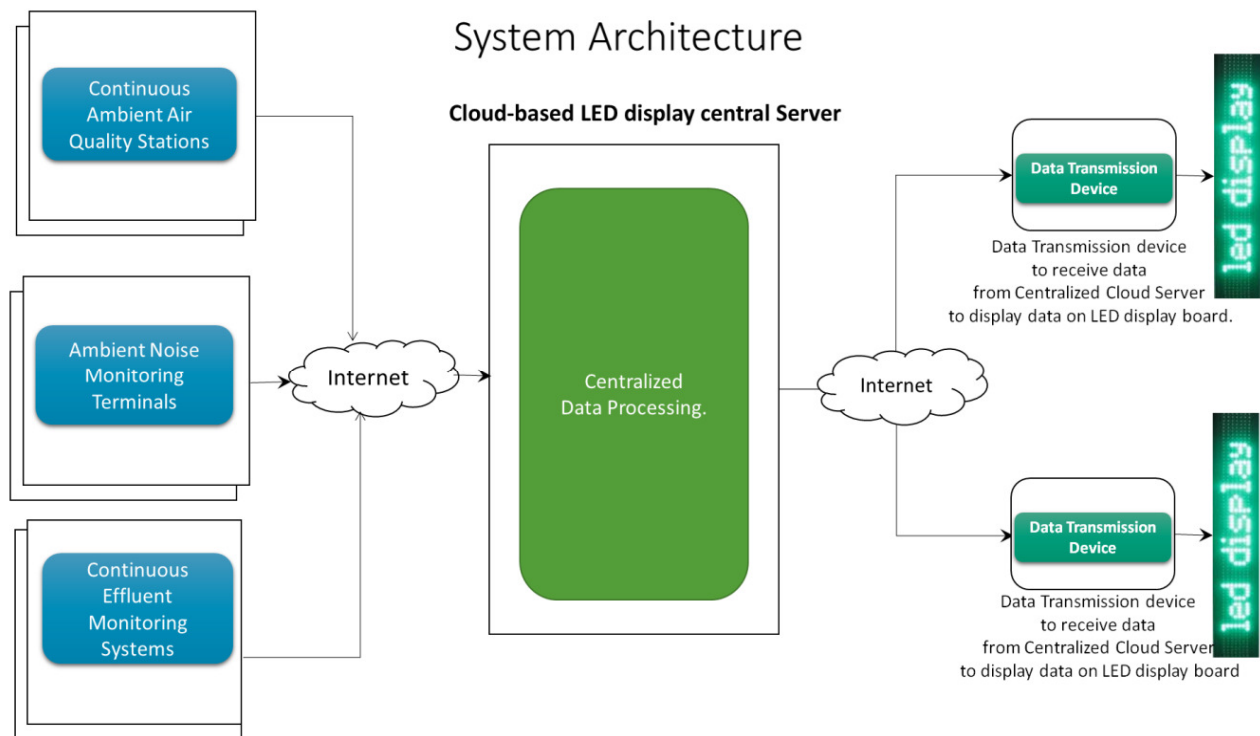 System Architecture
Continuous
Ambient Air
Quality Stations
Ambient Noise
Monitoring
Terminals
Continuous
Effluent
Monitoring
Systems
Internet
Cloud-based LED display central Server
Centralized
Data Processing.
Internet
Data Transmission
Device
Data Transmission device
to receive data
from Centralized Cloud Server
to display data on LED display board.
led display
Data Transmission
Device
Data Transmission device
to receive data
from Centralized Cloud Server
to display data on LED display board
led display